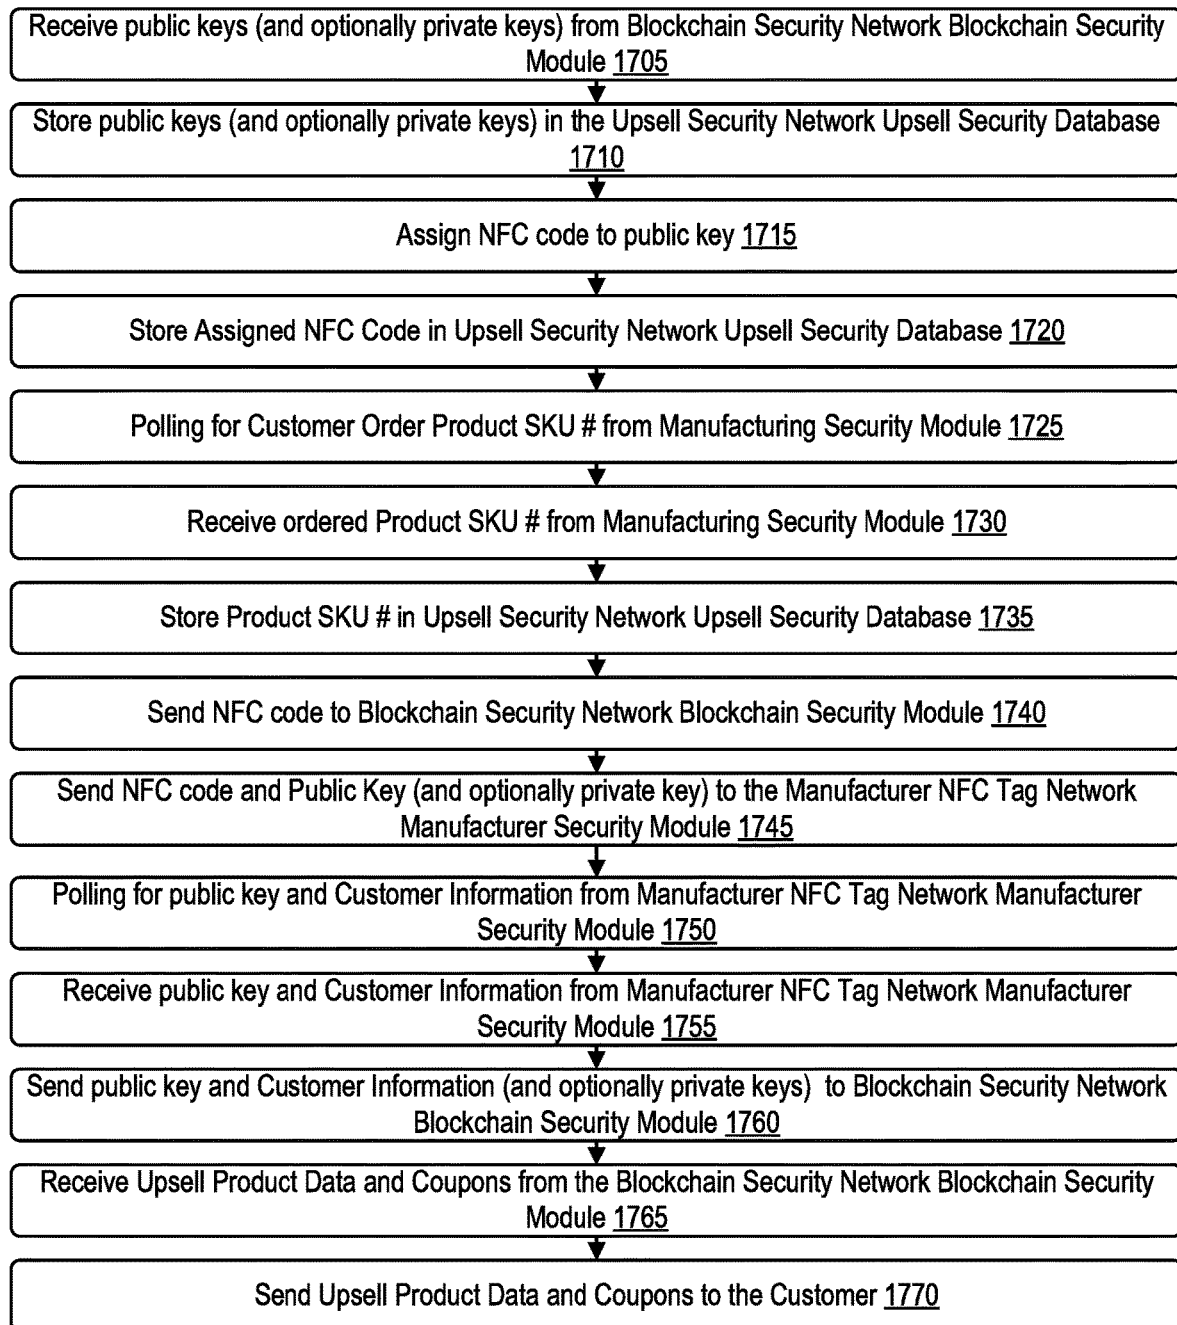 Receive public keys (and optionally private keys) from Blockchain Security Network Blockchain Security
Module 1705
Store public keys (and optionally private keys) in the Upsell Security Network Upsell Security Database
1710
Assign NFC code to public key 1715
Store Assigned NFC Code in Upsell Security Network Upsell Security Database 1720
Polling for Customer Order Product SKU # from Manufacturing Security Module 1725
Receive ordered Product SKU # from Manufacturing Security Module 1730
Store Product SKU # in Upsell Security Network Upsell Security Database 1735
Send NFC code to Blockchain Security Network Blockchain Security Module 1740
Send NFC code and Public Key (and optionally private key) to the Manufacturer NFC Tag Network
Manufacturer Security Module 1745
Polling for public key and Customer Information from Manufacturer NFC Tag Network Manufacturer
Security Module 1750
Receive public key and Customer Information from Manufacturer NFC Tag Network Manufacturer
Security Module 1755
Send public key and Customer Information (and optionally private keys) to Blockchain Security Network
Blockchain Security Module 1760
Receive Upsell Product Data and Coupons from the Blockchain Security Network Blockchain Security
Module 1765
Send Upsell Product Data and Coupons to the Customer 1770